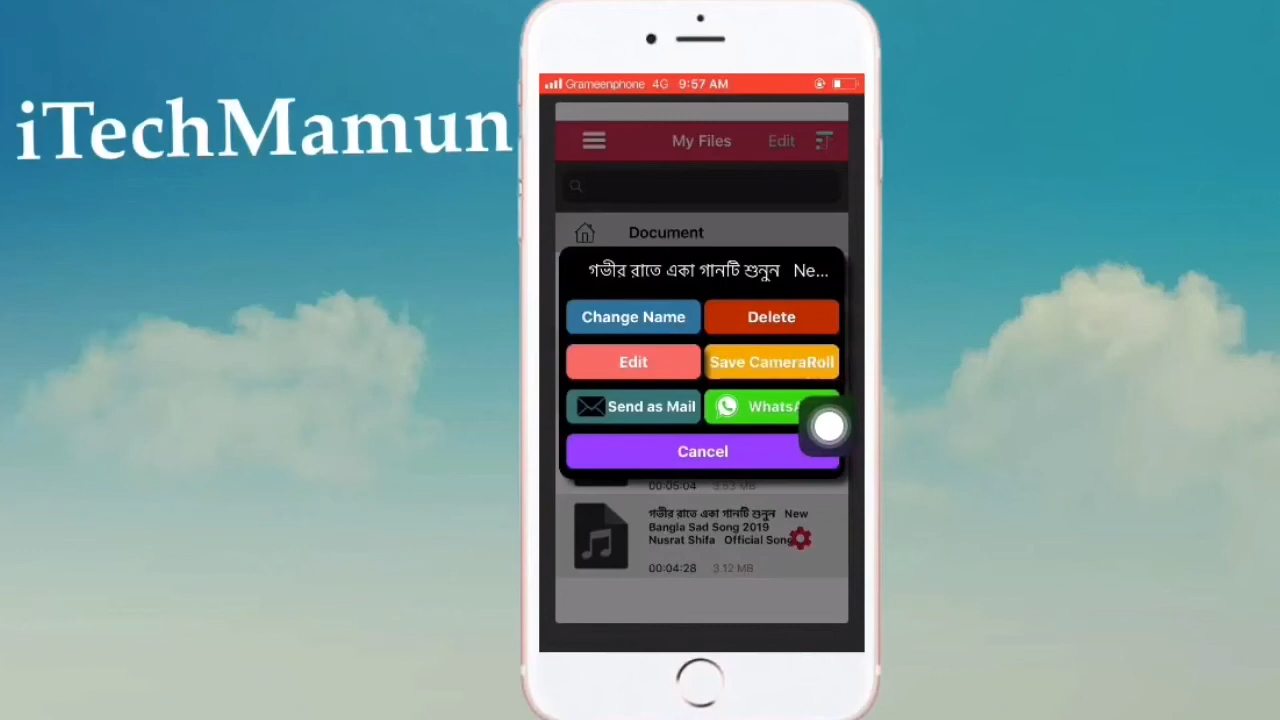 iTechMamun
Grameenphone 4G 9:57 AM
My Files Edit
Document
গভীর রাতে একা গানটি শুনুন Ne...
Change Name Delete
Edit Save CameraRoll
Send as Mail
Cancel
00:05:04 3.83 MB
গভীর রাতে একা গানটি শুনুন New
Bangla Sad Song 2019
Nusrat Shifa Official Song
00:04:28 3.12 MB